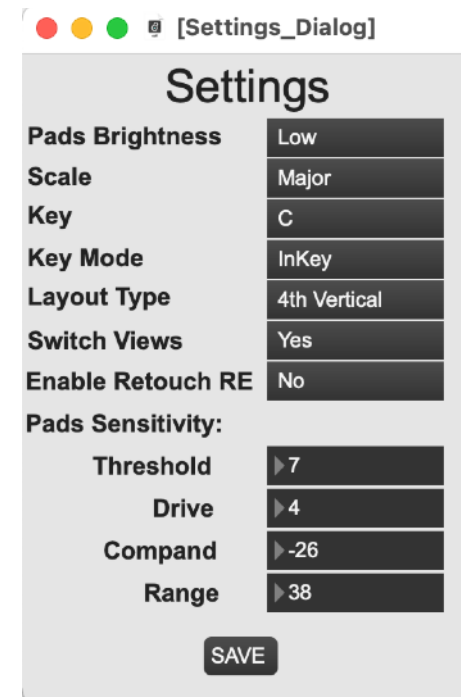 [Settings_Dialog]
Settings
Pads Brightness Low
Scale Major
Key C
Key Mode InKey
Layout Type 4th Vertical
Switch Views Yes
Enable Retouch RE No
Pads Sensitivity:
Threshold 7
Drive 4
Compand -26
Range 38
SAVE